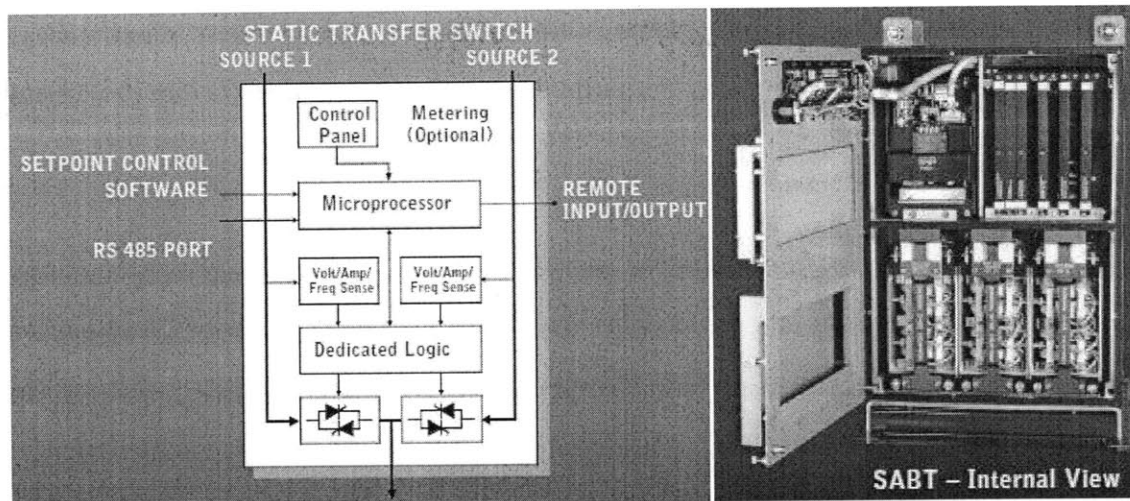 STATIC TRANSFER SWITCH
SOURCE 1
SOURCE 2
Control
Panel
Metering
(Optional)
SETPOINT CONTROL
SOFTWARE
Microprocessor
REMOTE
INPUT/OUTPUT
RS 485 PORT
Volt/Amp/
Freq Sense
Volt/Amp/
Freq Sense
Dedicated Logic
SABT – Internal View